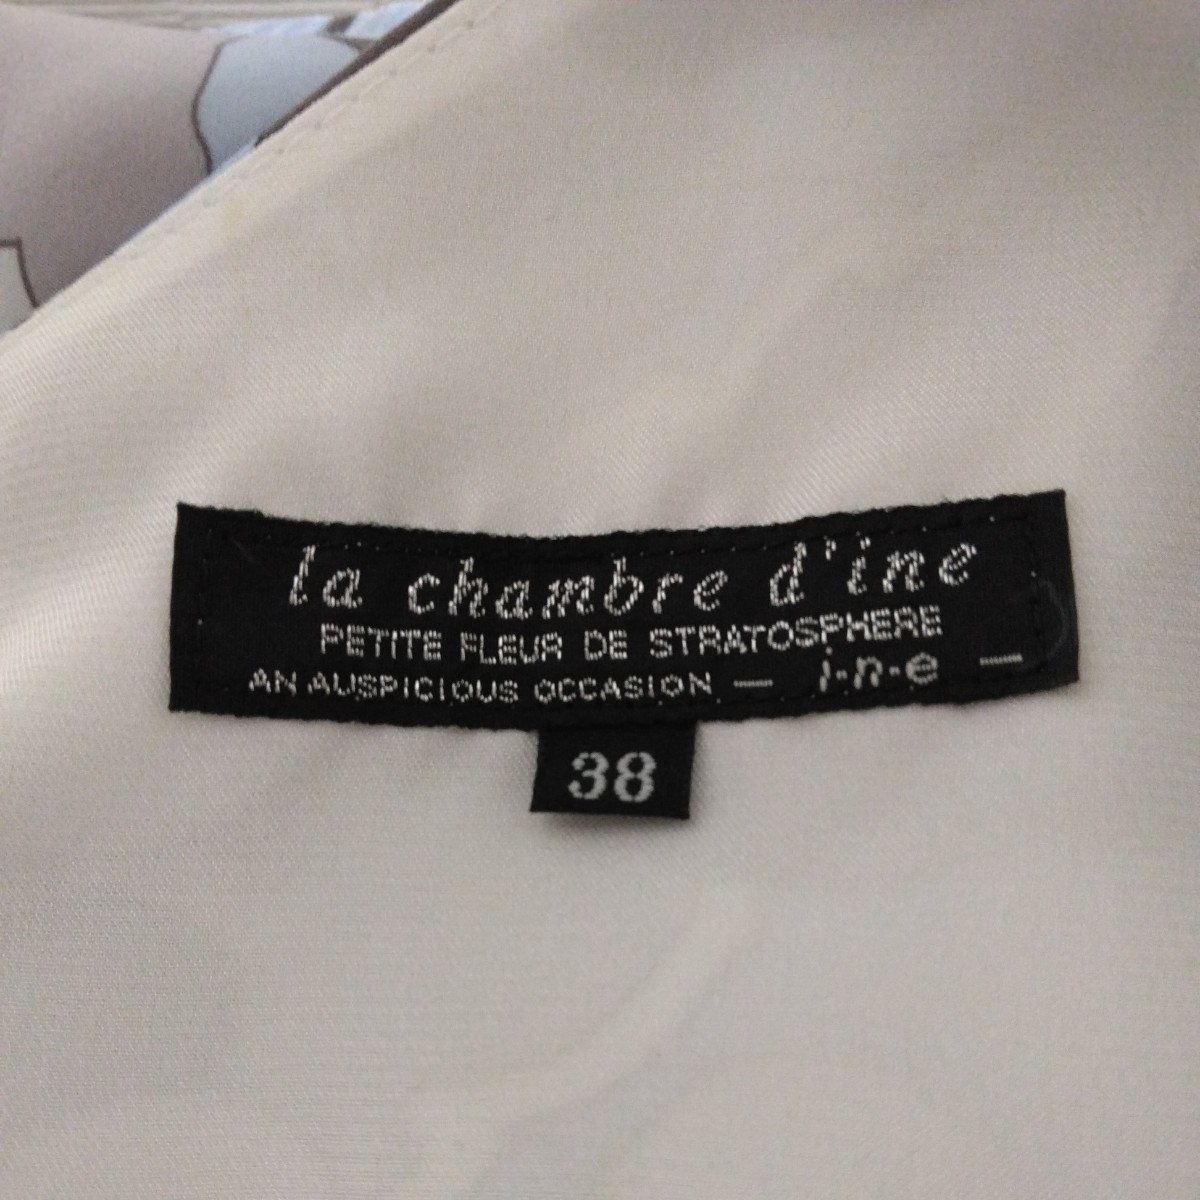 la chambre d'ine
PETITE FLEUR DE STRATOSPHERE
AN AUSPICIOUS OCCASION — i·n·e —
38